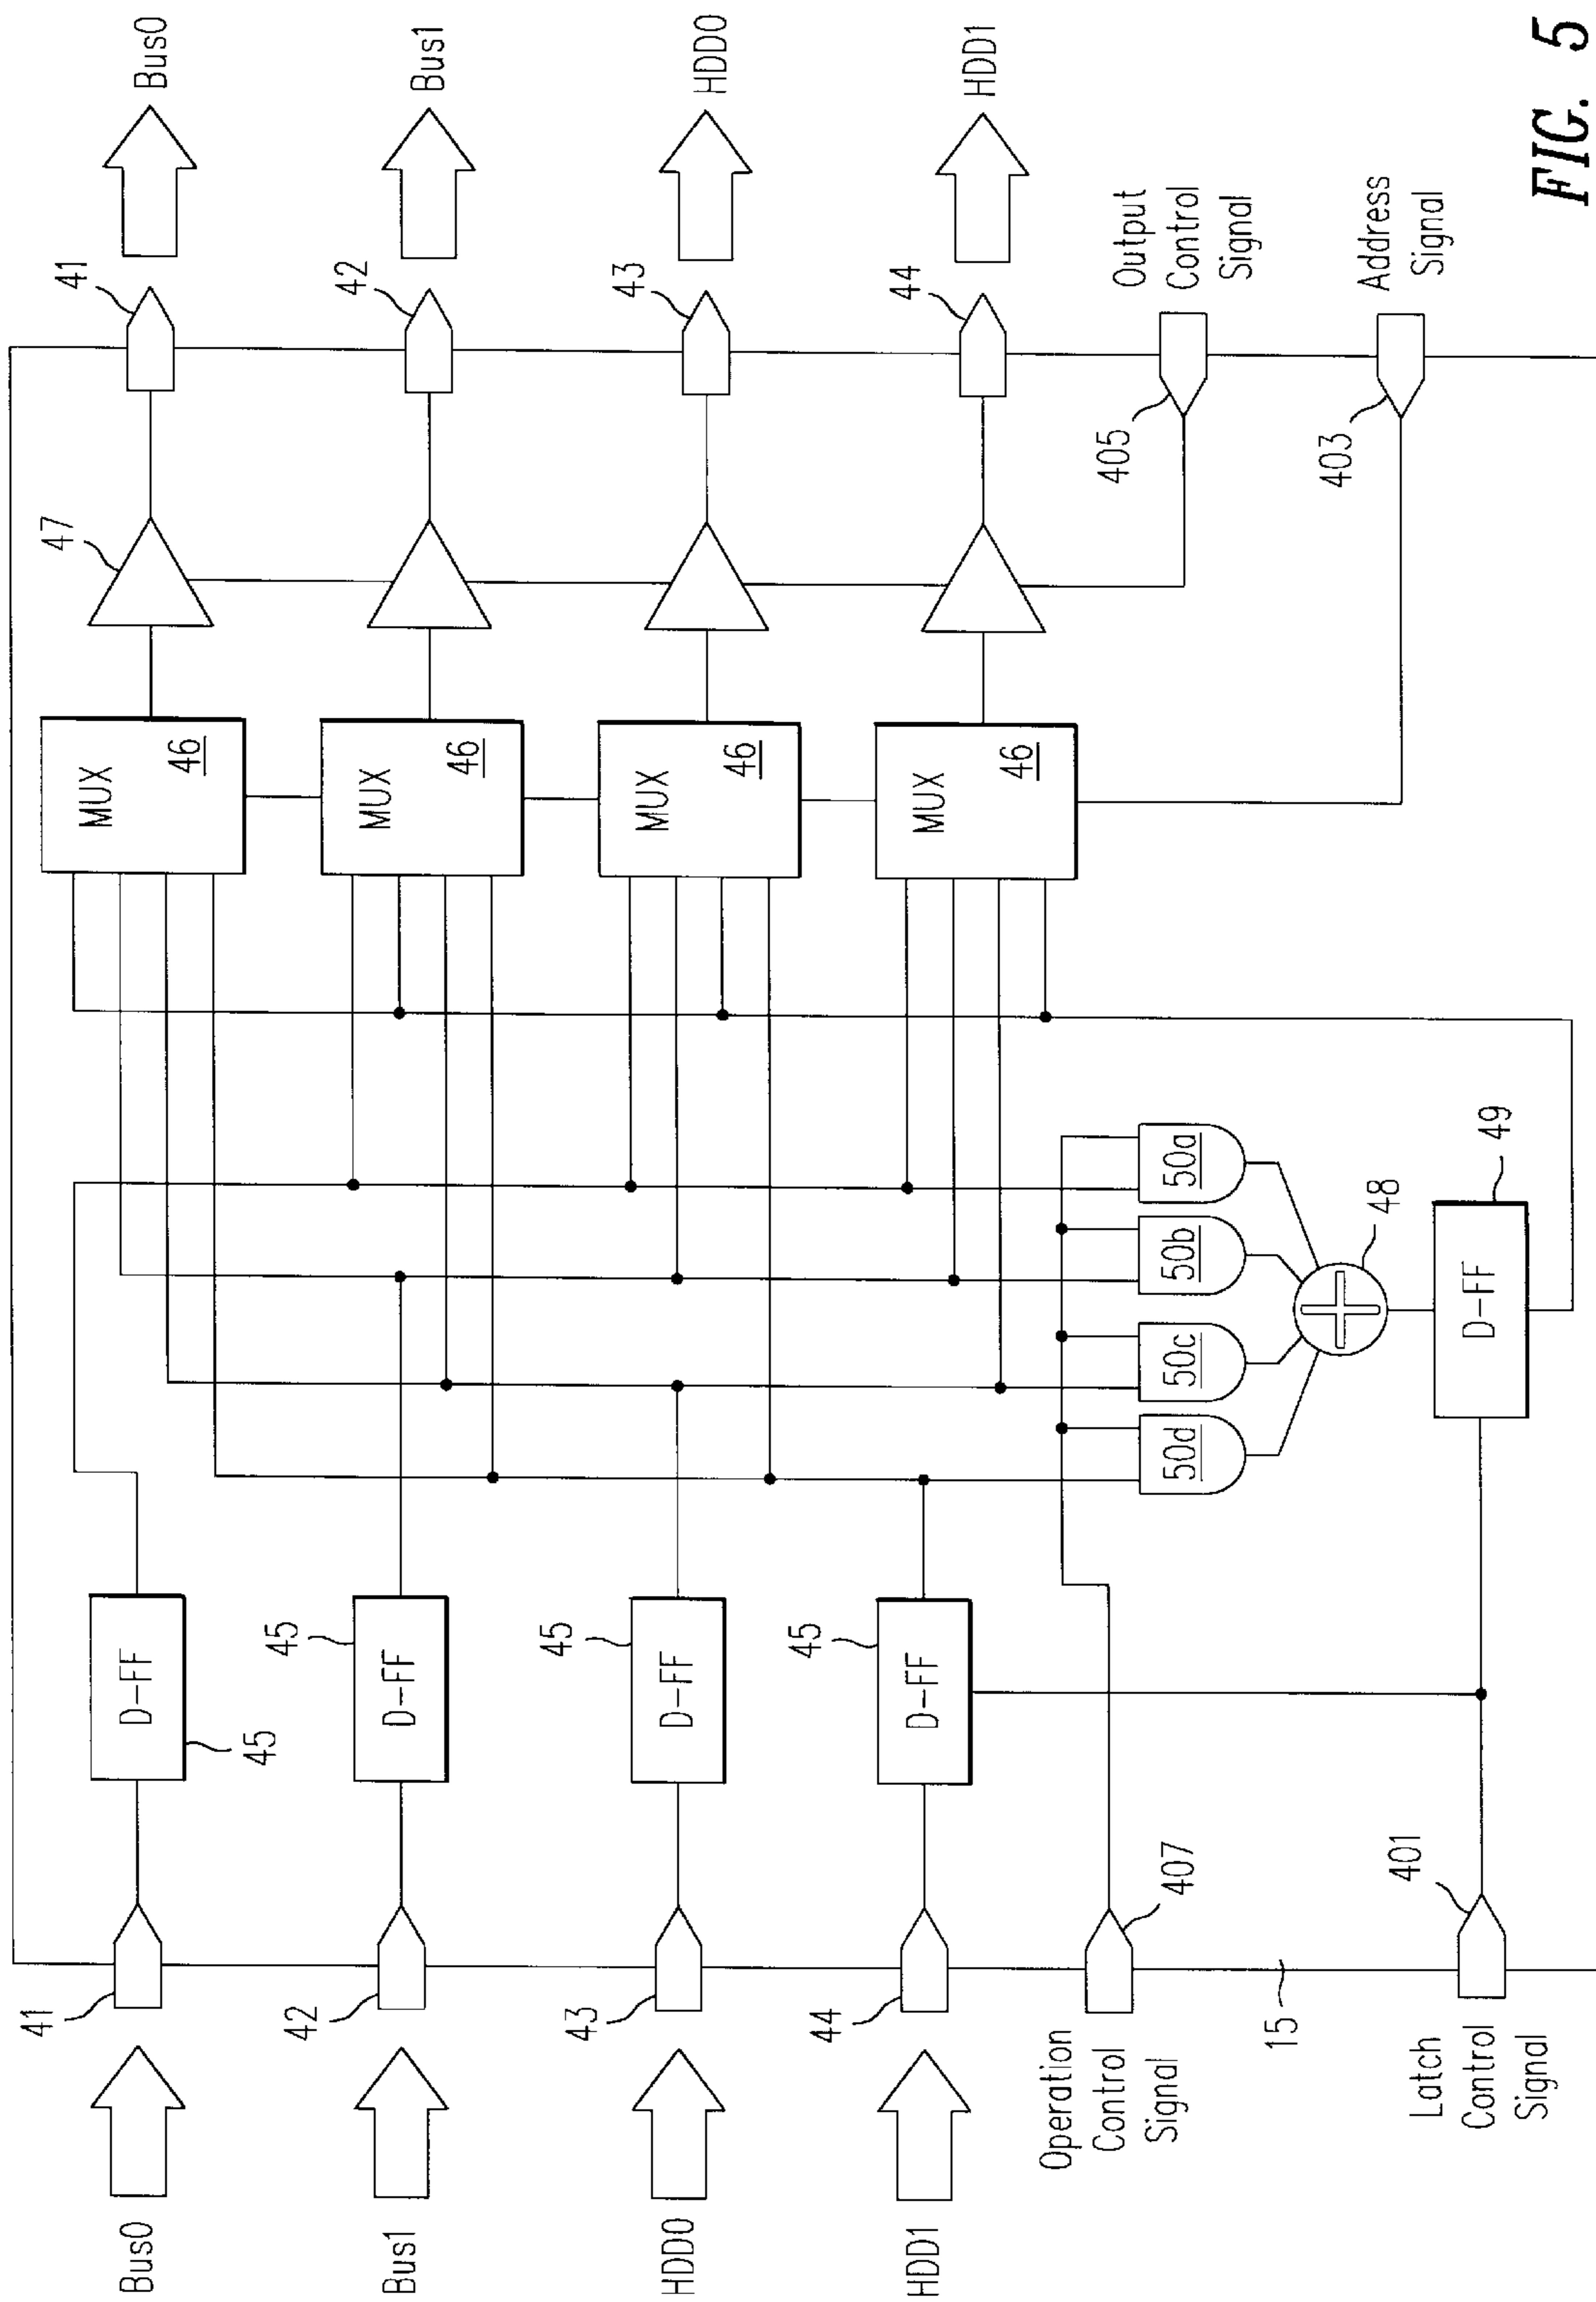 Bus0
Bus1
HDD0
HDD1
41
42
43
44
47
MUX
46
MUX
46
MUX
46
MUX
46
405
Output
Control
Signal
403
Address
Signal
D-FF
45
D-FF
45
D-FF
45
D-FF
45
50a
50b
50c
50d
48
D-FF
49
41
42
43
44
Bus0
Bus1
HDD0
HDD1
Operation
Control
Signal
407
15
Latch
Control
Signal
401
FIG. 5